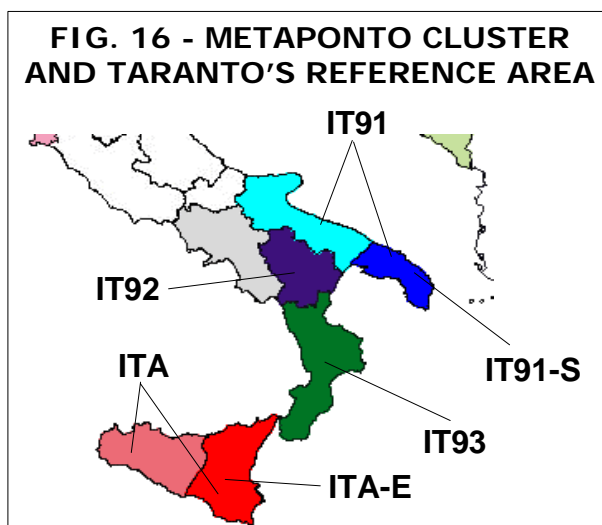 FIG. 16 - METAPONTO CLUSTER
AND TARANTO'S REFERENCE AREA
IT91
IT92
ITA
IT91-S
IT93
ITA-E